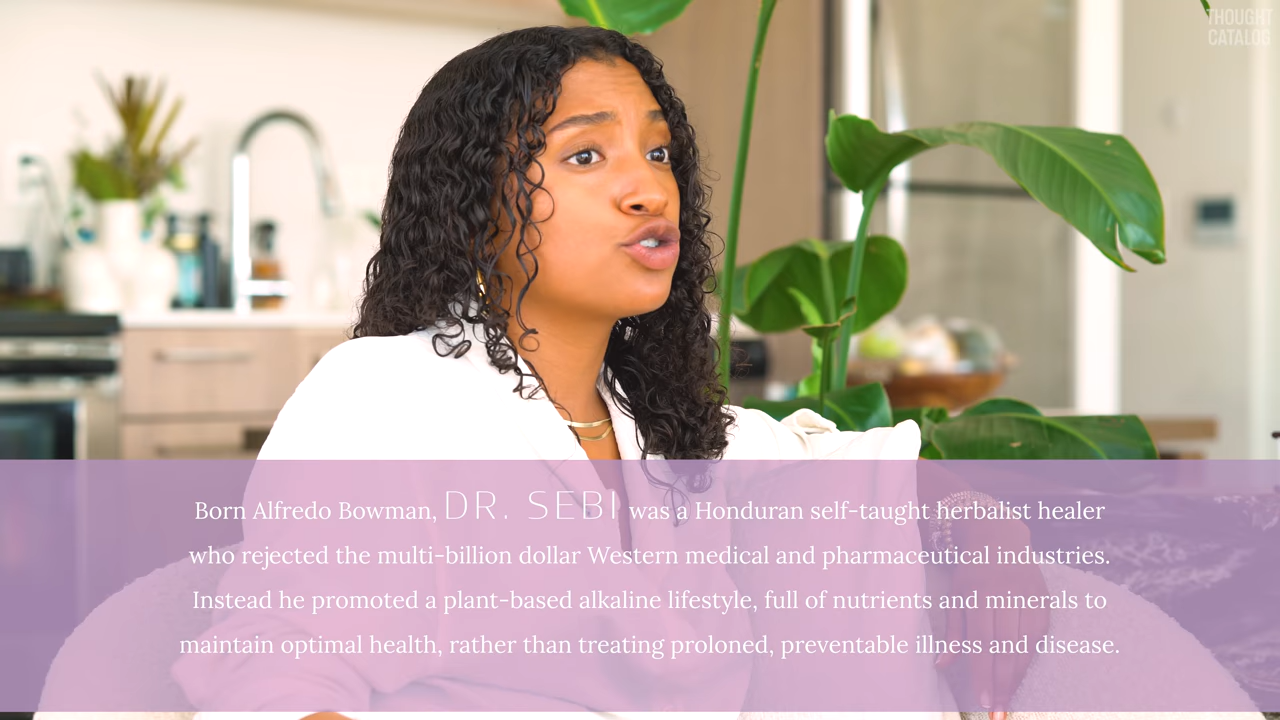 THOUGHT
CATALOG
Born Alfredo Bowman, DR. SEBI was a Honduran self-taught herbalist healer
who rejected the multi-billion dollar Western medical and pharmaceutical industries.
Instead he promoted a plant-based alkaline lifestyle, full of nutrients and minerals to
maintain optimal health, rather than treating proloned, preventable illness and disease.